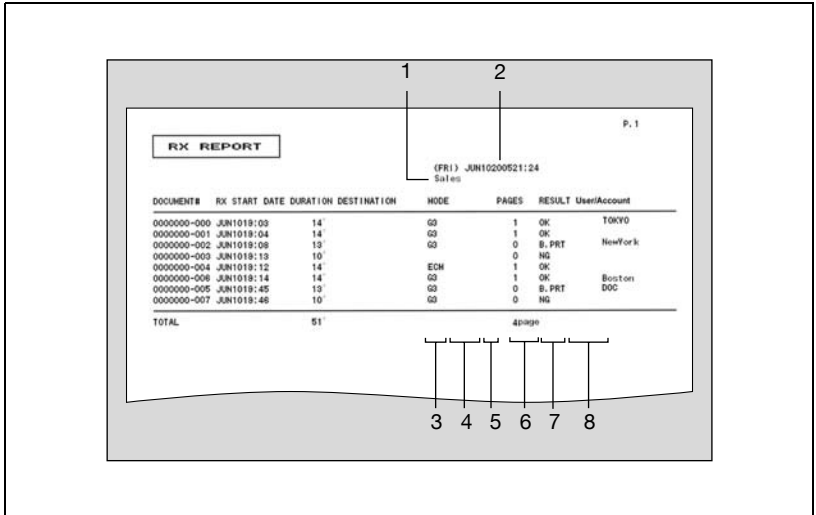 1 2
P.1
RX REPORT
(FRI) JUN10200521:24
Sales
DOCUMENT# RX START DATE DURATION DESTINATION MODE PAGES RESULT User/Account
0000000-000 JUN1019:03 14" G3 1 OK TOKYO
0000000-001 JUN1019:04 14" G3 1 OK
0000000-002 JUN1019:08 13" G3 0 B.PRT NewYork
0000000-003 JUN1019:13 10" 0 NG
0000000-004 JUN1019:12 14" ECM 1 OK
0000000-006 JUN1019:14 14" G3 1 OK Boston
0000000-005 JUN1019:45 13" G3 0 B.PRT DOC
0000000-007 JUN1019:46 10" G3 0 NG
TOTAL 51" 4page
3 4 5 6 7 8